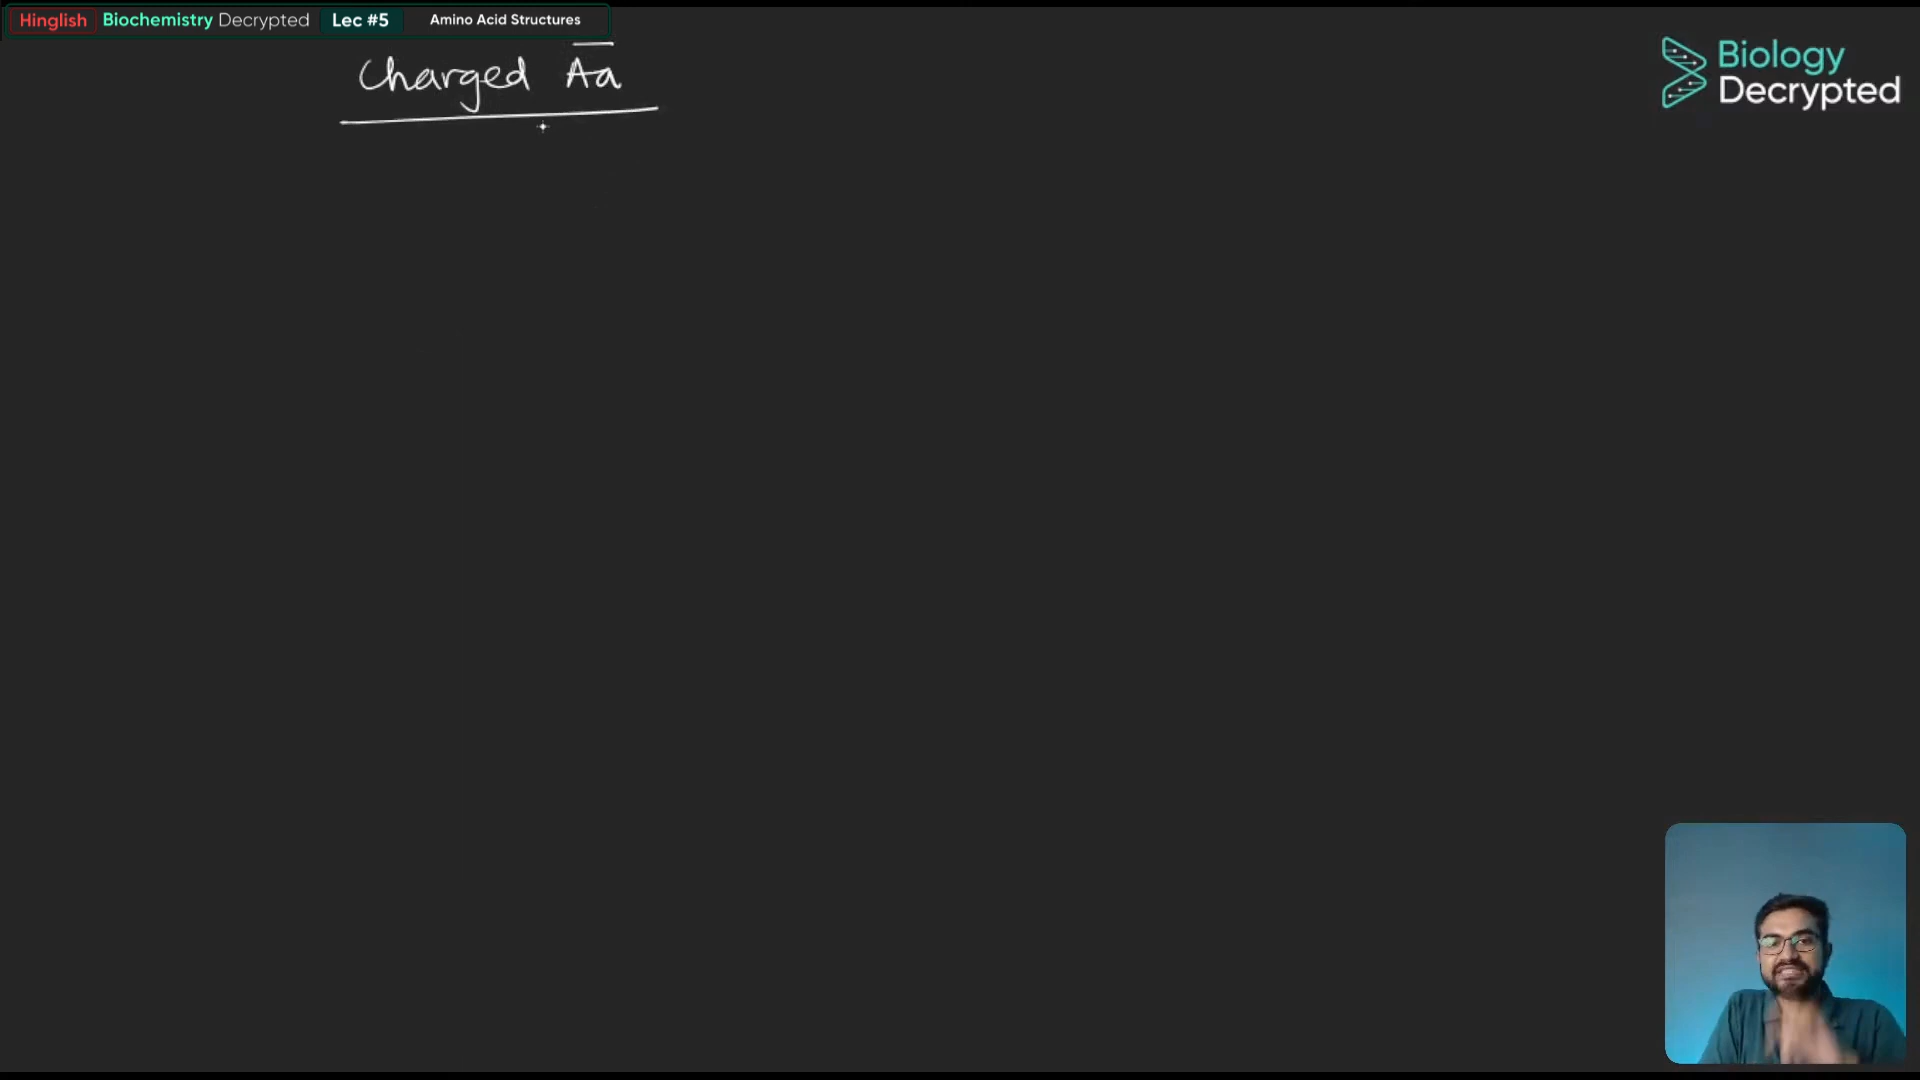 Hinglish Biochemistry Decrypted Lec #5 Amino Acid Structures
Charged Aa
Biology
Decrypted